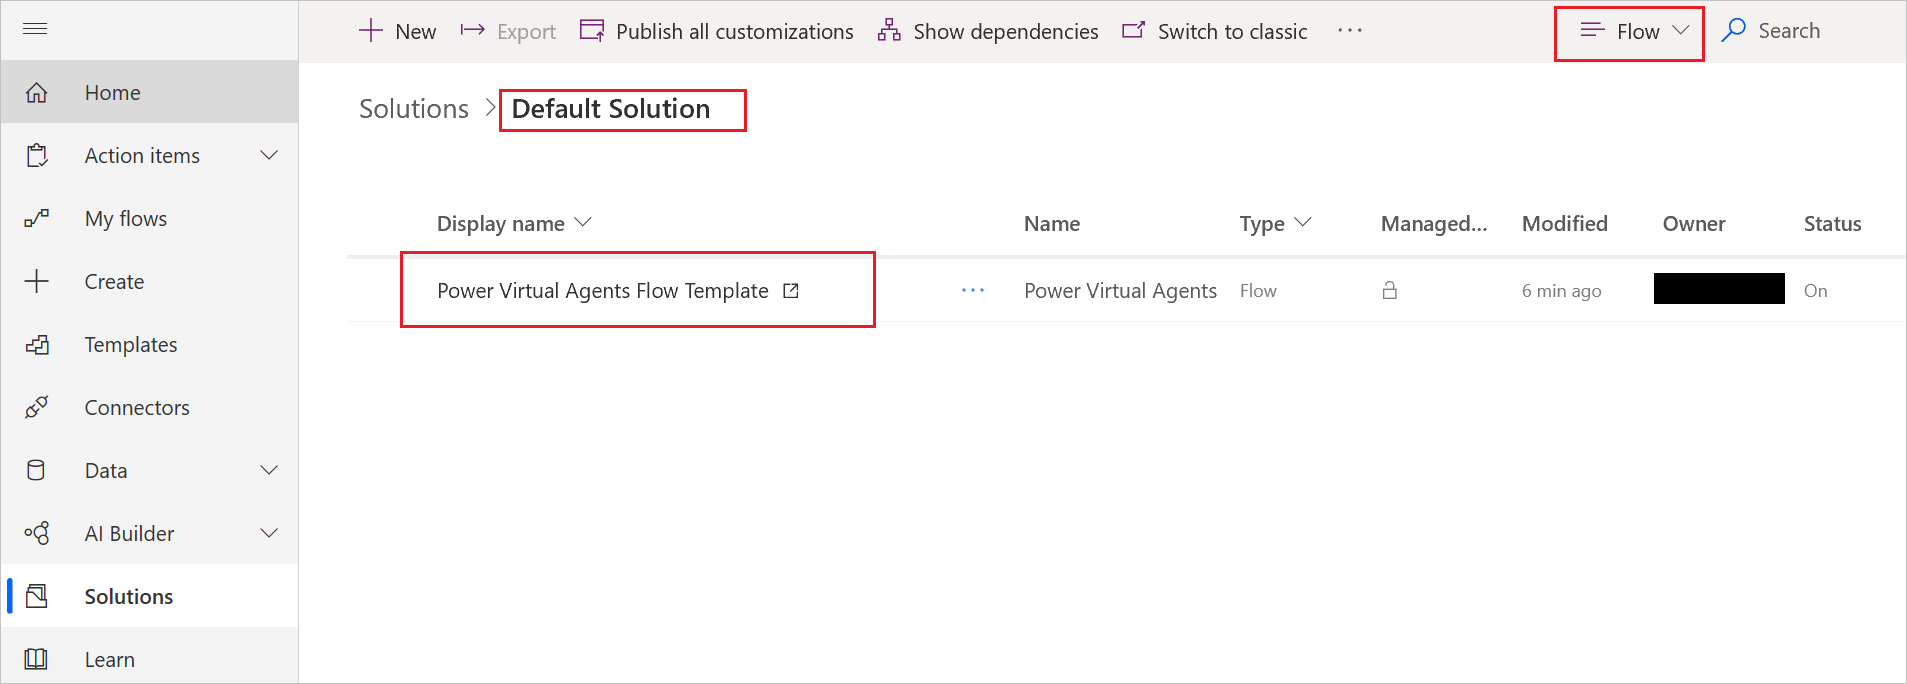 New Export Publish all customizations Show dependencies Switch to classic ... Flow Search
Home
Action items
My flows
Create
Templates
Connectors
Data
AI Builder
Solutions
Learn
Solutions > Default Solution
Display name Name Type Managed... Modified Owner Status
Power Virtual Agents Flow Template ... Power Virtual Agents Flow 6 min ago On